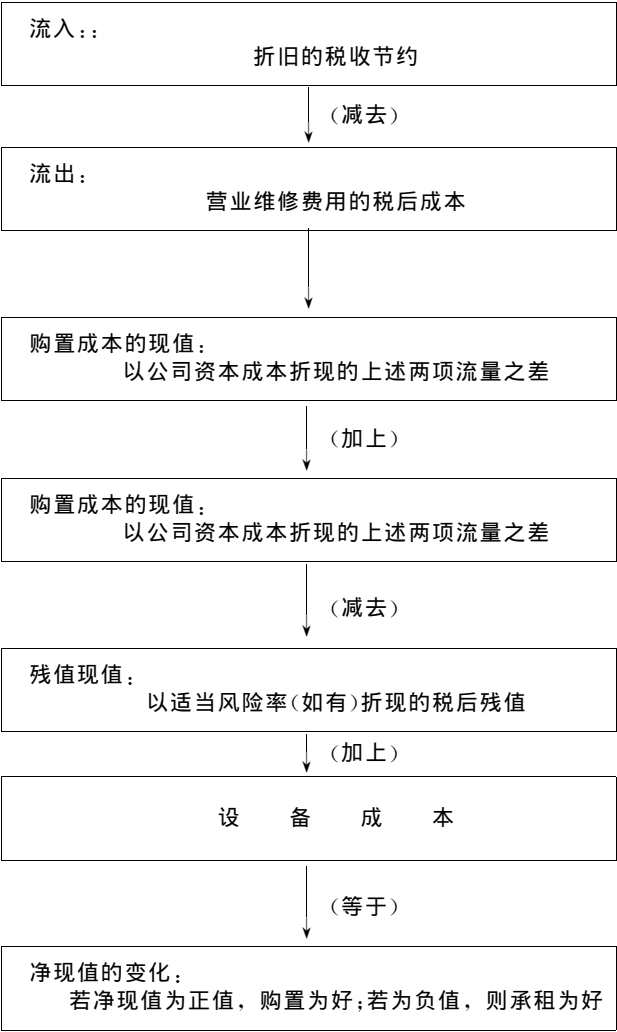 流入：：
折旧的税收节约
（减去）
流出：
营业维修费用的税后成本
购置成本的现值：
以公司资本成本折现的上述两项流量之差
（加上）
购置成本的现值：
以公司资本成本折现的上述两项流量之差
（减去）
残值现值：
以适当风险率(如有)折现的税后残值
（加上）
设 备 成 本
（等于）
净现值的变化：
若净现值为正值，购置为好；若为负值，则承租为好